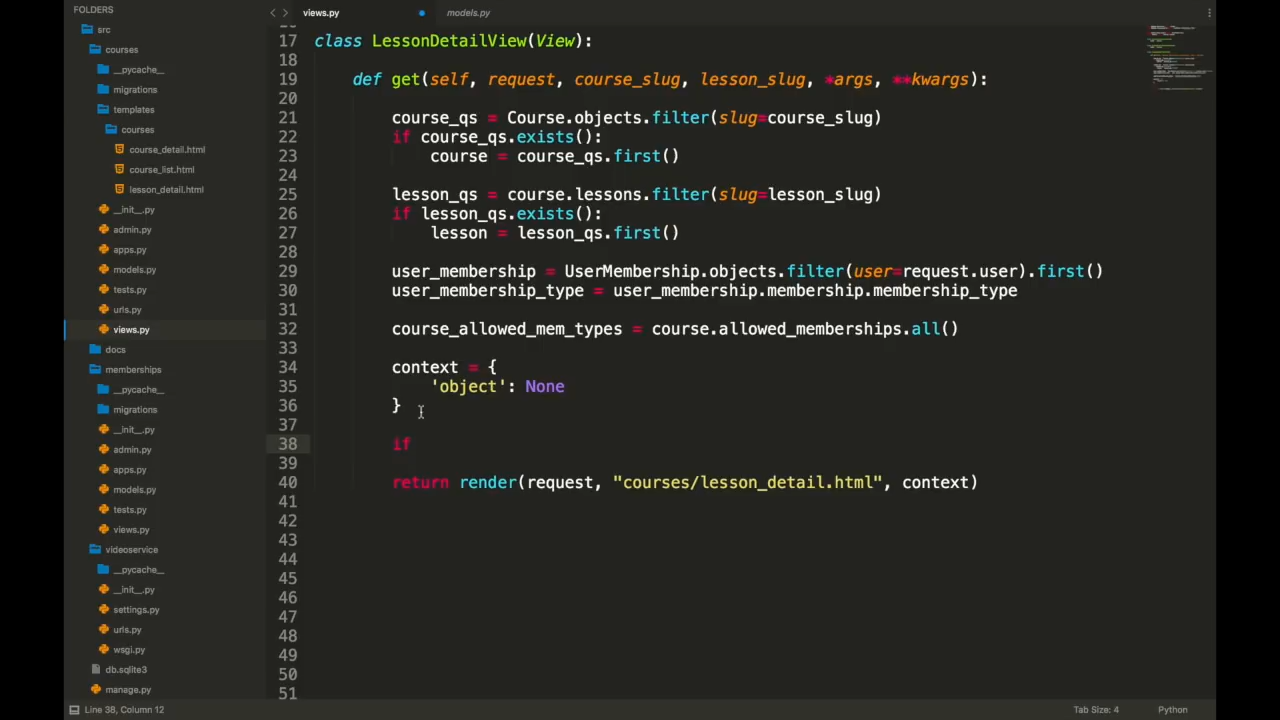 FOLDERS
src
courses
__pycache__
migrations
templates
courses
course_detail.html
course_list.html
lesson_detail.html
__init__.py
admin.py
apps.py
models.py
tests.py
urls.py
views.py
docs
memberships
__pycache__
migrations
__init__.py
admin.py
apps.py
models.py
tests.py
views.py
videoservice
__pycache__
__init__.py
settings.py
urls.py
wsgi.py
db.sqlite3
manage.py
views.py
models.py
17 class LessonDetailView(View):
18
19     def get(self, request, course_slug, lesson_slug, *args, **kwargs):
20
21         course_qs = Course.objects.filter(slug=course_slug)
22         if course_qs.exists():
23             course = course_qs.first()
24
25         lesson_qs = course.lessons.filter(slug=lesson_slug)
26         if lesson_qs.exists():
27             lesson = lesson_qs.first()
28
29         user_membership = UserMembership.objects.filter(user=request.user).first()
30         user_membership_type = user_membership.membership.membership_type
31
32         course_allowed_mem_types = course.allowed_memberships.all()
33
34         context = {
35             'object': None
36         }
37
38         if
39
40         return render(request, "courses/lesson_detail.html", context)
41
42
43
44
45
46
47
48
49
50
51
Line 38, Column 12
Tab Size: 4
Python